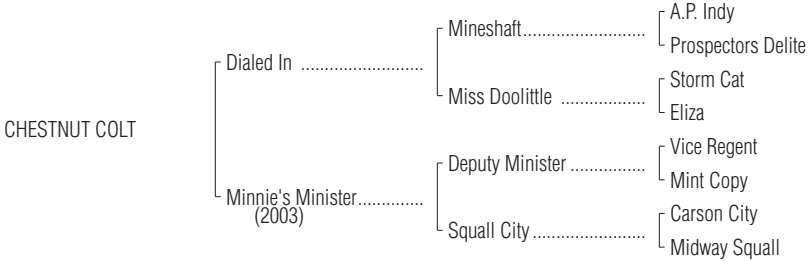 A.P. Indy
Mineshaft..........................
Prospectors Delite
Dialed In ..........................
Storm Cat
Miss Doolittle ..................
Eliza
CHESTNUT COLT
Vice Regent
Deputy Minister ................
Mint Copy
Minnie's Minister..............
(2003)
Carson City
Squall City ........................
Midway Squall